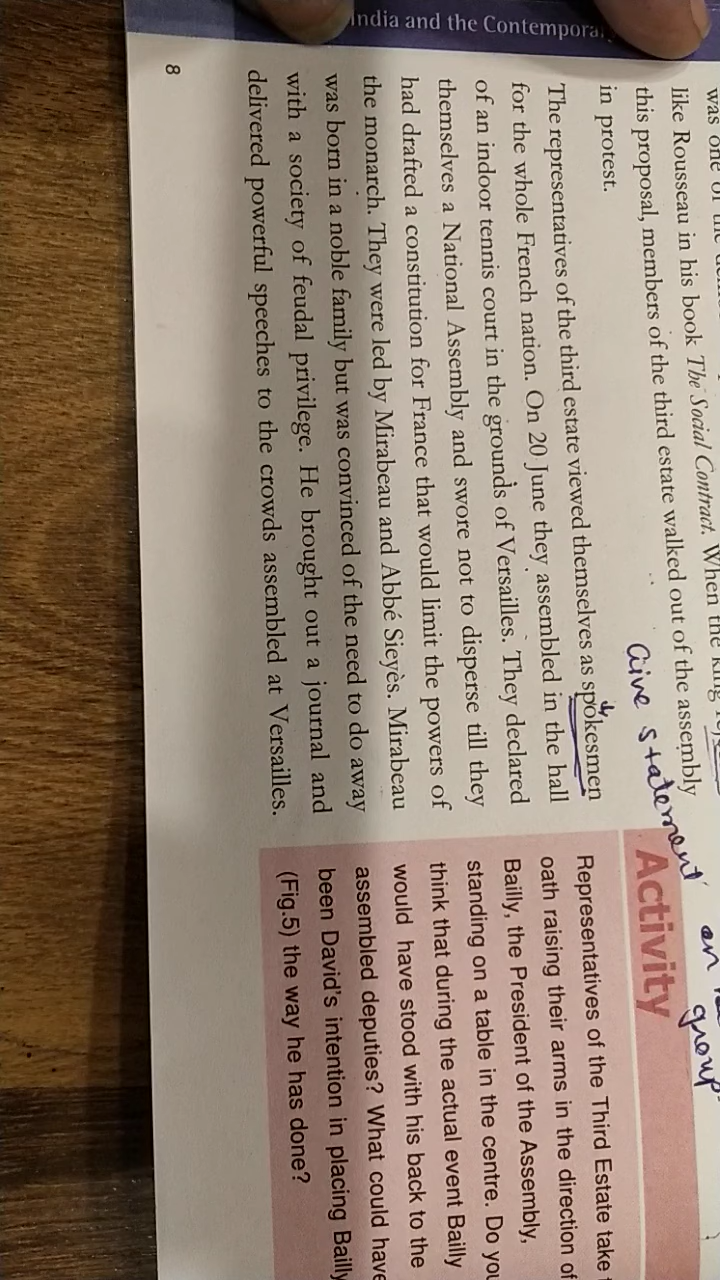 was one of the
like Rousseau in his book The Social Contract. When the king
this proposal, members of the third estate walked out of the assembly
in protest.
The representatives of the third estate viewed themselves as spokesmen
for the whole French nation. On 20 June they assembled in the hall
of an indoor tennis court in the grounds of Versailles. They declared
themselves a National Assembly and swore not to disperse till they
had drafted a constitution for France that would limit the powers of
the monarch. They were led by Mirabeau and Abbé Sieyès. Mirabeau
was born in a noble family but was convinced of the need to do away
with a society of feudal privilege. He brought out a journal and
delivered powerful speeches to the crowds assembled at Versailles.
Give statement on
group
Activity
Representatives of the Third Estate take
oath raising their arms in the direction of
Bailly, the President of the Assembly,
standing on a table in the centre. Do you
think that during the actual event Bailly
would have stood with his back to the
assembled deputies? What could have
been David's intention in placing Bailly
(Fig.5) the way he has done?
8
India and the Contempora